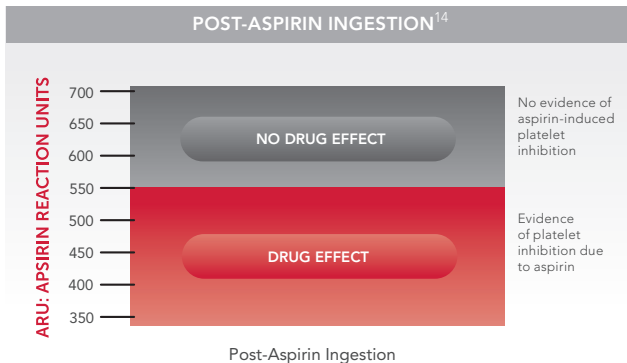 POST-ASPIRIN INGESTION14
ARU: APSIRIN REACTION UNITS
700
650
600
550
500
450
400
350
NO DRUG EFFECT
DRUG EFFECT
No evidence of
aspirin-induced
platelet
inhibition
Evidence
of platelet
inhibition due
to aspirin
Post-Aspirin Ingestion